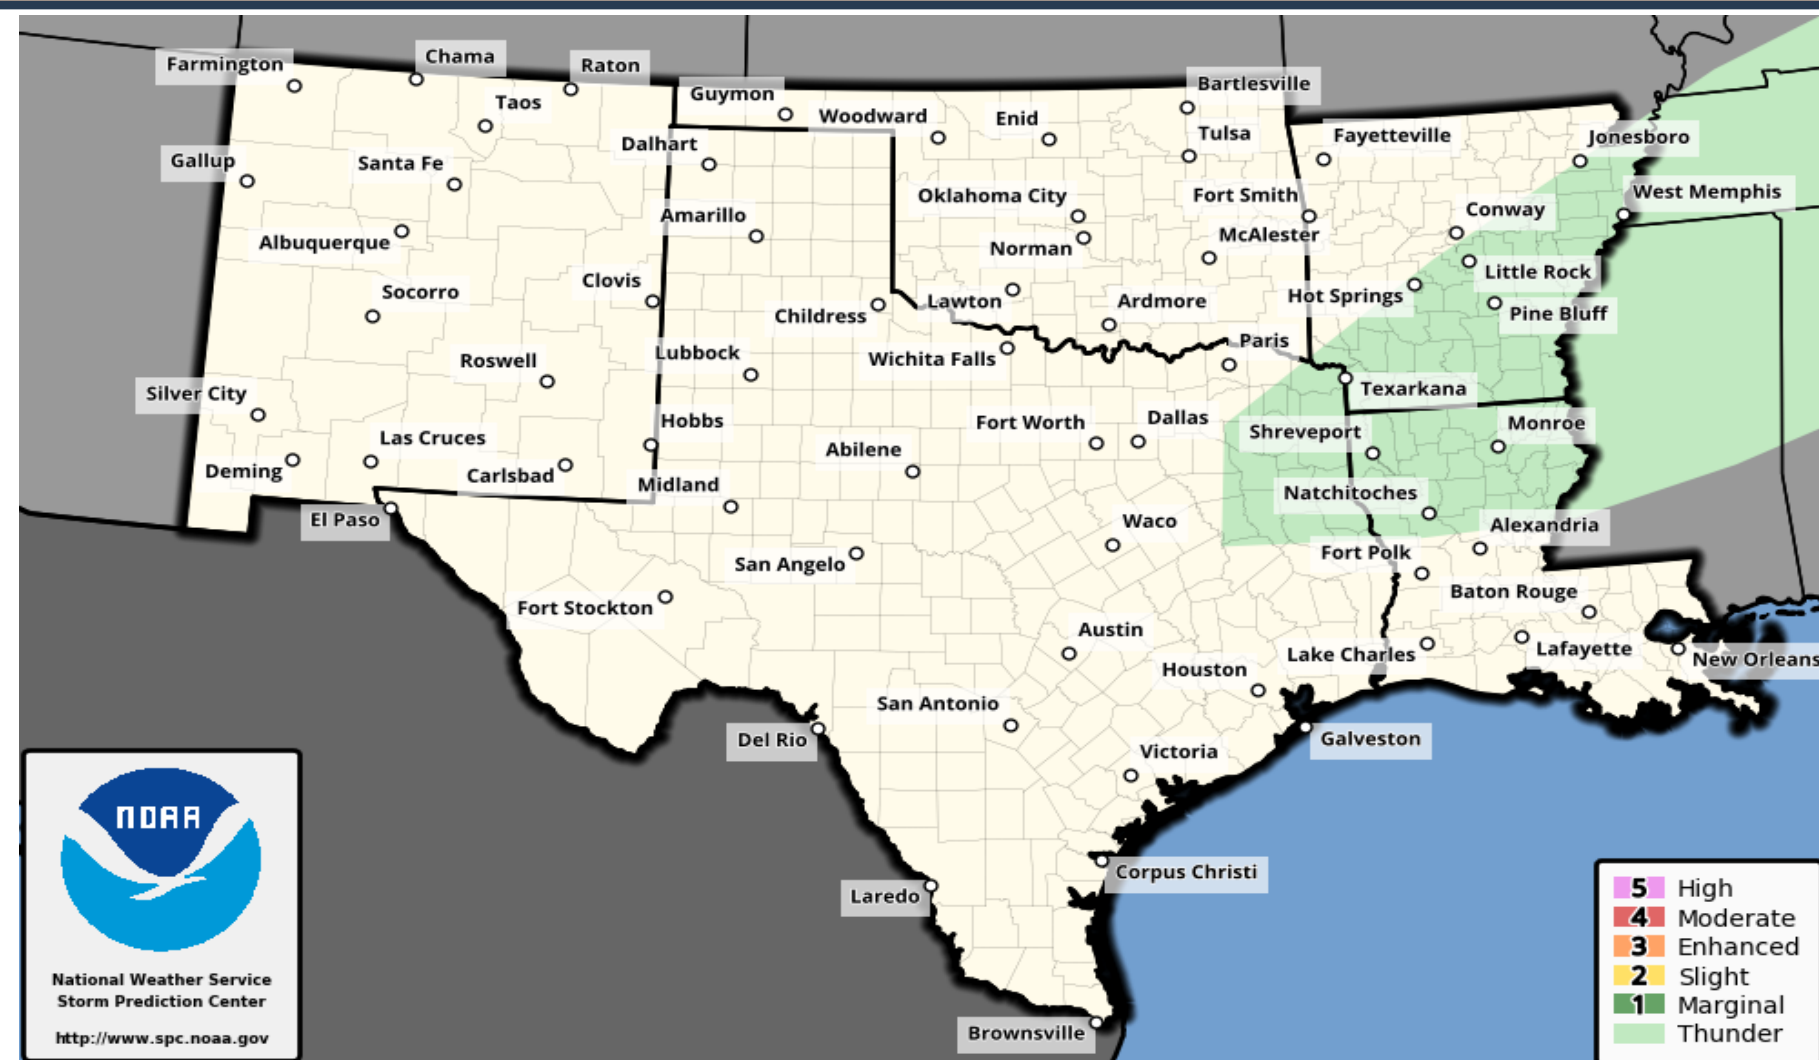 Farmington
Chama
Raton
Taos
Guymon
Woodward
Enid
Bartlesville
Tulsa
Fayetteville
Jonesboro
Dalhart
Gallup
Santa Fe
Oklahoma City
Fort Smith
Conway
West Memphis
Amarillo
Albuquerque
Norman
McAlester
Little Rock
Socorro
Clovis
Childress
Lawton
Ardmore
Hot Springs
Pine Bluff
Roswell
Lubbock
Wichita Falls
Paris
Texarkana
Silver City
Hobbs
Fort Worth
Dallas
Shreveport
Monroe
Las Cruces
Deming
Carlsbad
Midland
Abilene
Natchitoches
El Paso
Waco
Alexandria
San Angelo
Fort Polk
Fort Stockton
Baton Rouge
Austin
Houston
Lake Charles
Lafayette
New Orleans
San Antonio
Del Rio
Galveston
Victoria
Corpus Christi
Laredo
Brownsville
NOAA
National Weather Service
Storm Prediction Center
http://www.spc.noaa.gov
5 High
4 Moderate
3 Enhanced
2 Slight
1 Marginal
Thunder